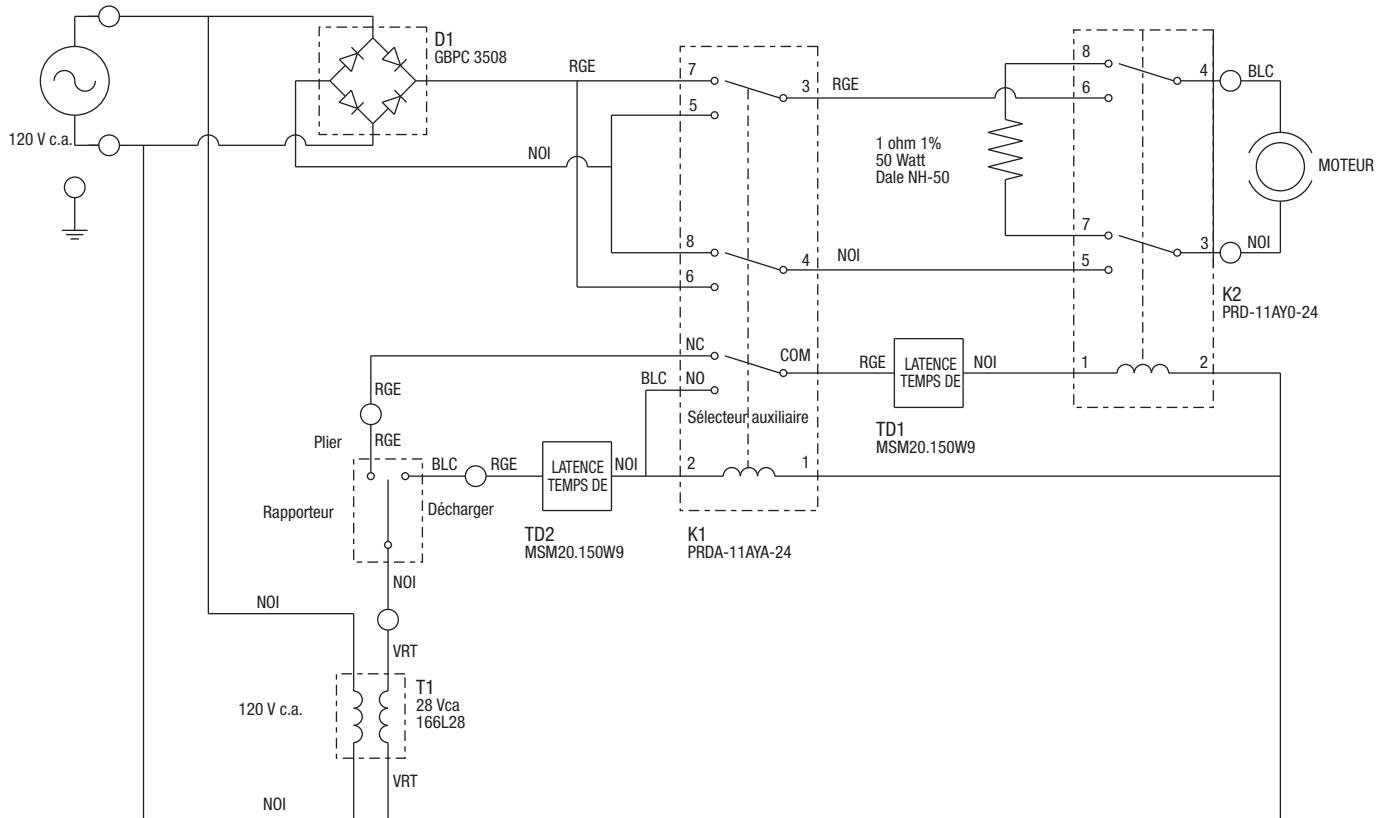 120 V c.a.
D1
GBPC 3508
RGE
NOI
7
5
3
RGE
8
6
4
NOI
1 ohm 1%
50 Watt
Dale NH-50
8
6
4
BLC
MOTEUR
7
5
3
NOI
K2
PRD-11AY0-24
NC
COM
BLC
NO
Sélecteur auxiliaire
RGE
LATENCE
TEMPS DE
NOI
TD1
MSM20.150W9
1
2
RGE
Plier
RGE
BLC
RGE
LATENCE
TEMPS DE
NOI
2
1
Rapporteur
Décharger
TD2
MSM20.150W9
K1
PRDA-11AYA-24
NOI
NOI
VRT
120 V c.a.
T1
28 Vca
166L28
VRT
NOI